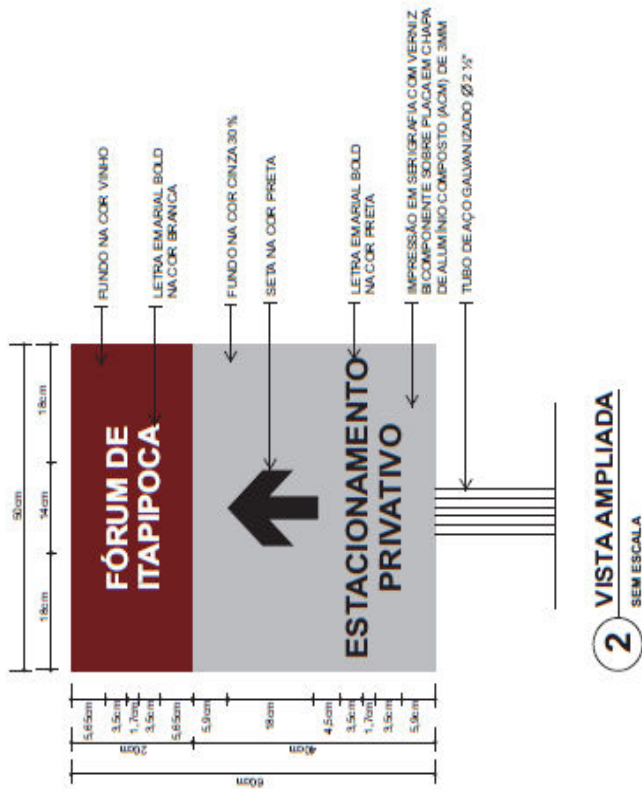 50cm
18cm
14cm
18cm
FÓRUM DE
ITAPIPOCA
ESTACIONAMENTO
PRIVATIVO
5,65cm
3,5cm
1,7cm
3,5cm
5,65cm
5,9cm
4,5cm
3,5cm
1,7cm
3,5cm
5,9cm
20cm
40cm
60cm
FUNDO NA COR VINHO
LETRA EM ARIAL BOLD
NA COR BRANCA
FUNDO NA COR CINZA 30%
SETA NA COR PRETA
LETRA EM ARIAL BOLD
NA COR PRETA
IMPRESSÃO EM SERIGRAFIA COM VERNIZ
BICOMPONENTE SOBRE PLACA EM CHAPA
DE ALUMÍNIO COMPOSTO (ACM) DE 3MM
TUBO DE AÇO GALVANIZADO Ø 2 ½"
2
VISTA AMPLIADA
SEM ESCALA